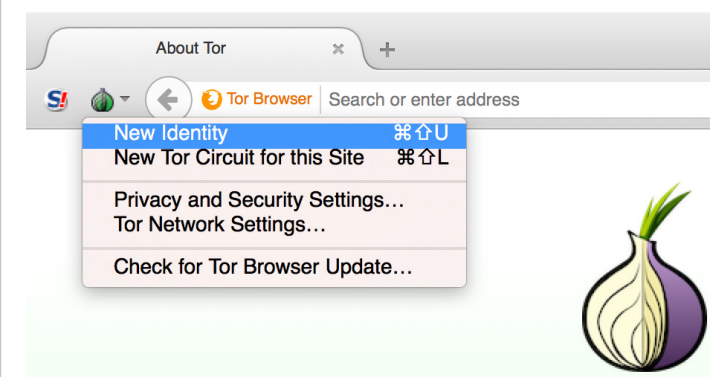 About Tor
S!
Tor Browser Search or enter address
New Identity ⌘⇧U
New Tor Circuit for this Site ⌘⇧L
Privacy and Security Settings...
Tor Network Settings...
Check for Tor Browser Update...